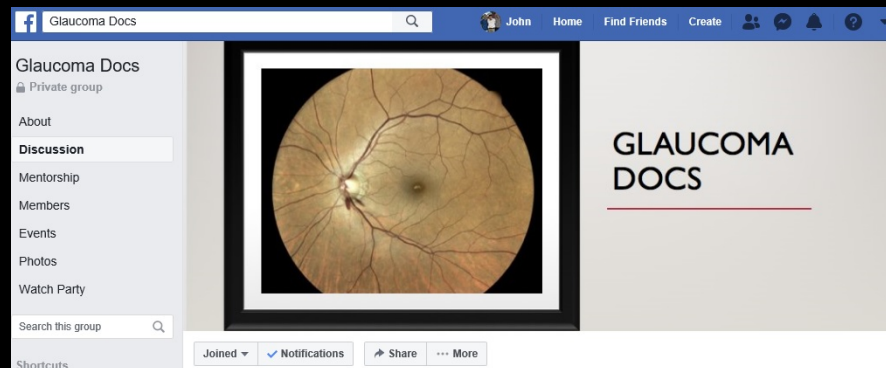 Glaucoma Docs
John
Home
Find Friends
Create
Glaucoma Docs
Private group
About
Discussion
Mentorship
Members
Events
Photos
Watch Party
Search this group
Shortcuts
GLAUCOMA
DOCS
Joined
Notifications
Share
More